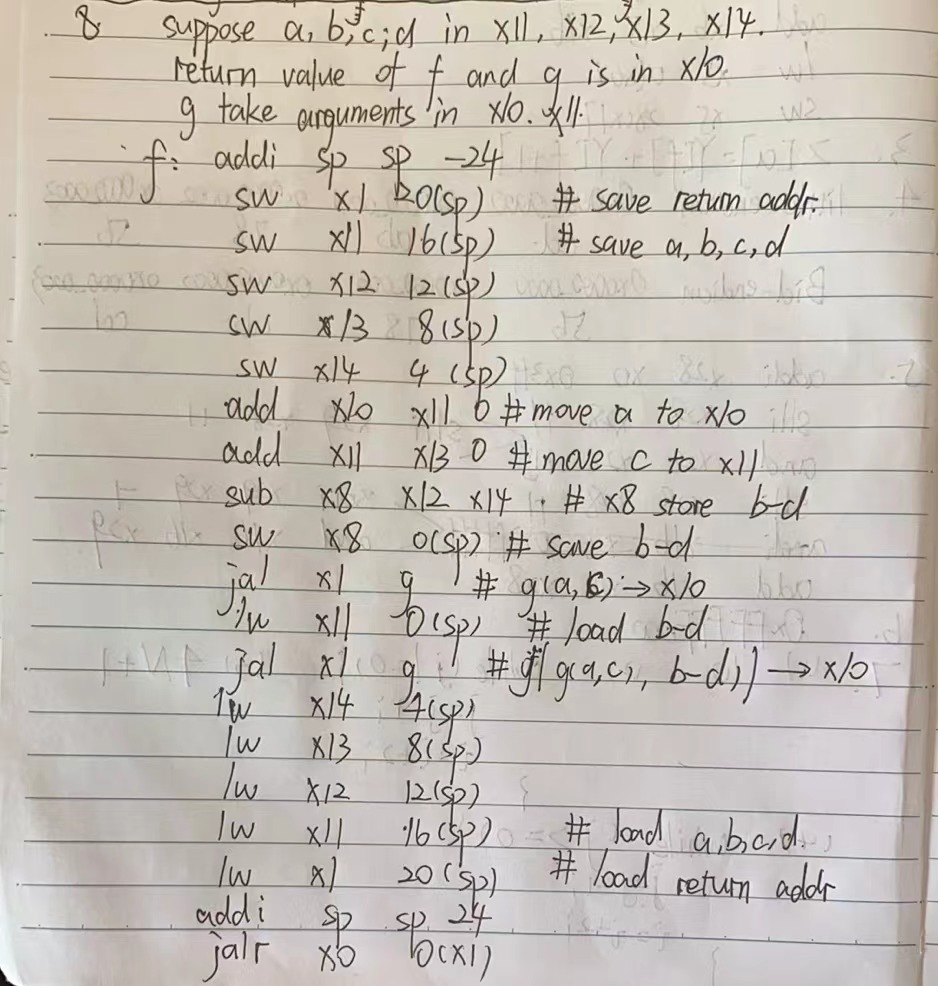 8 suppose a, b, c, d in x11, x12, x13, x14.
return value of f and g is in x10.
g take arguments in x10. x11.
f: addi sp sp -24
sw x1 20(sp) # save return addr.
sw x11 16(sp) # save a, b, c, d
sw x12 12(sp)
sw x13 8(sp)
sw x14 4(sp)
add x10 x11 0 # move a to x10
add x11 x13 0 # move c to x11
sub x8 x12 x14 # x8 store b-d
sw x8 0(sp) # save b-d
jal x1 g # g(a, c) → x10
lw x11 0(sp) # load b-d
jal x1 g # g(g(a,c), b-d) → x10
lw x14 4(sp)
lw x13 8(sp)
lw x12 12(sp)
lw x11 16(sp) # load a,b,c,d.
lw x1 20(sp) # load return addr
addi sp sp 24
jalr x0 0(x1)